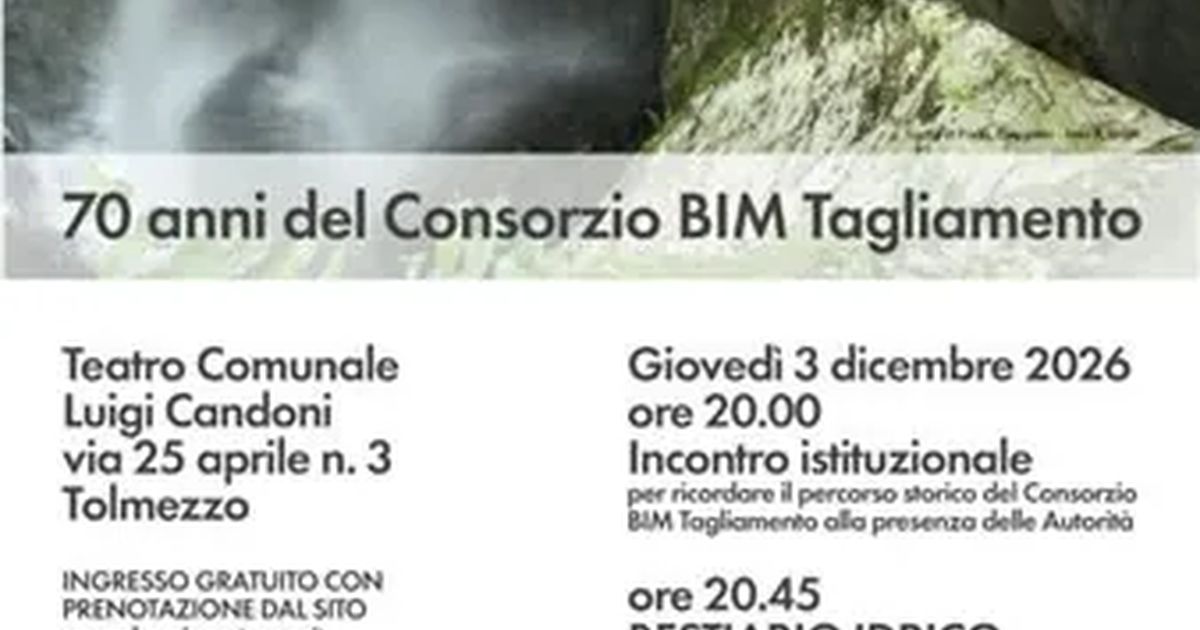 70 anni del Consorzio BIM Tagliamento
Teatro Comunale
Luigi Candoni
via 25 aprile n. 3
Tolmezzo
INGRESSO GRATUITO CON
PRENOTAZIONE DAL SITO
Giovedì 3 dicembre 2026
ore 20.00
Incontro istituzionale
per ricordare il percorso storico del Consorzio
BIM Tagliamento alla presenza delle Autorità
ore 20.45
BESTIARIO IDRICO